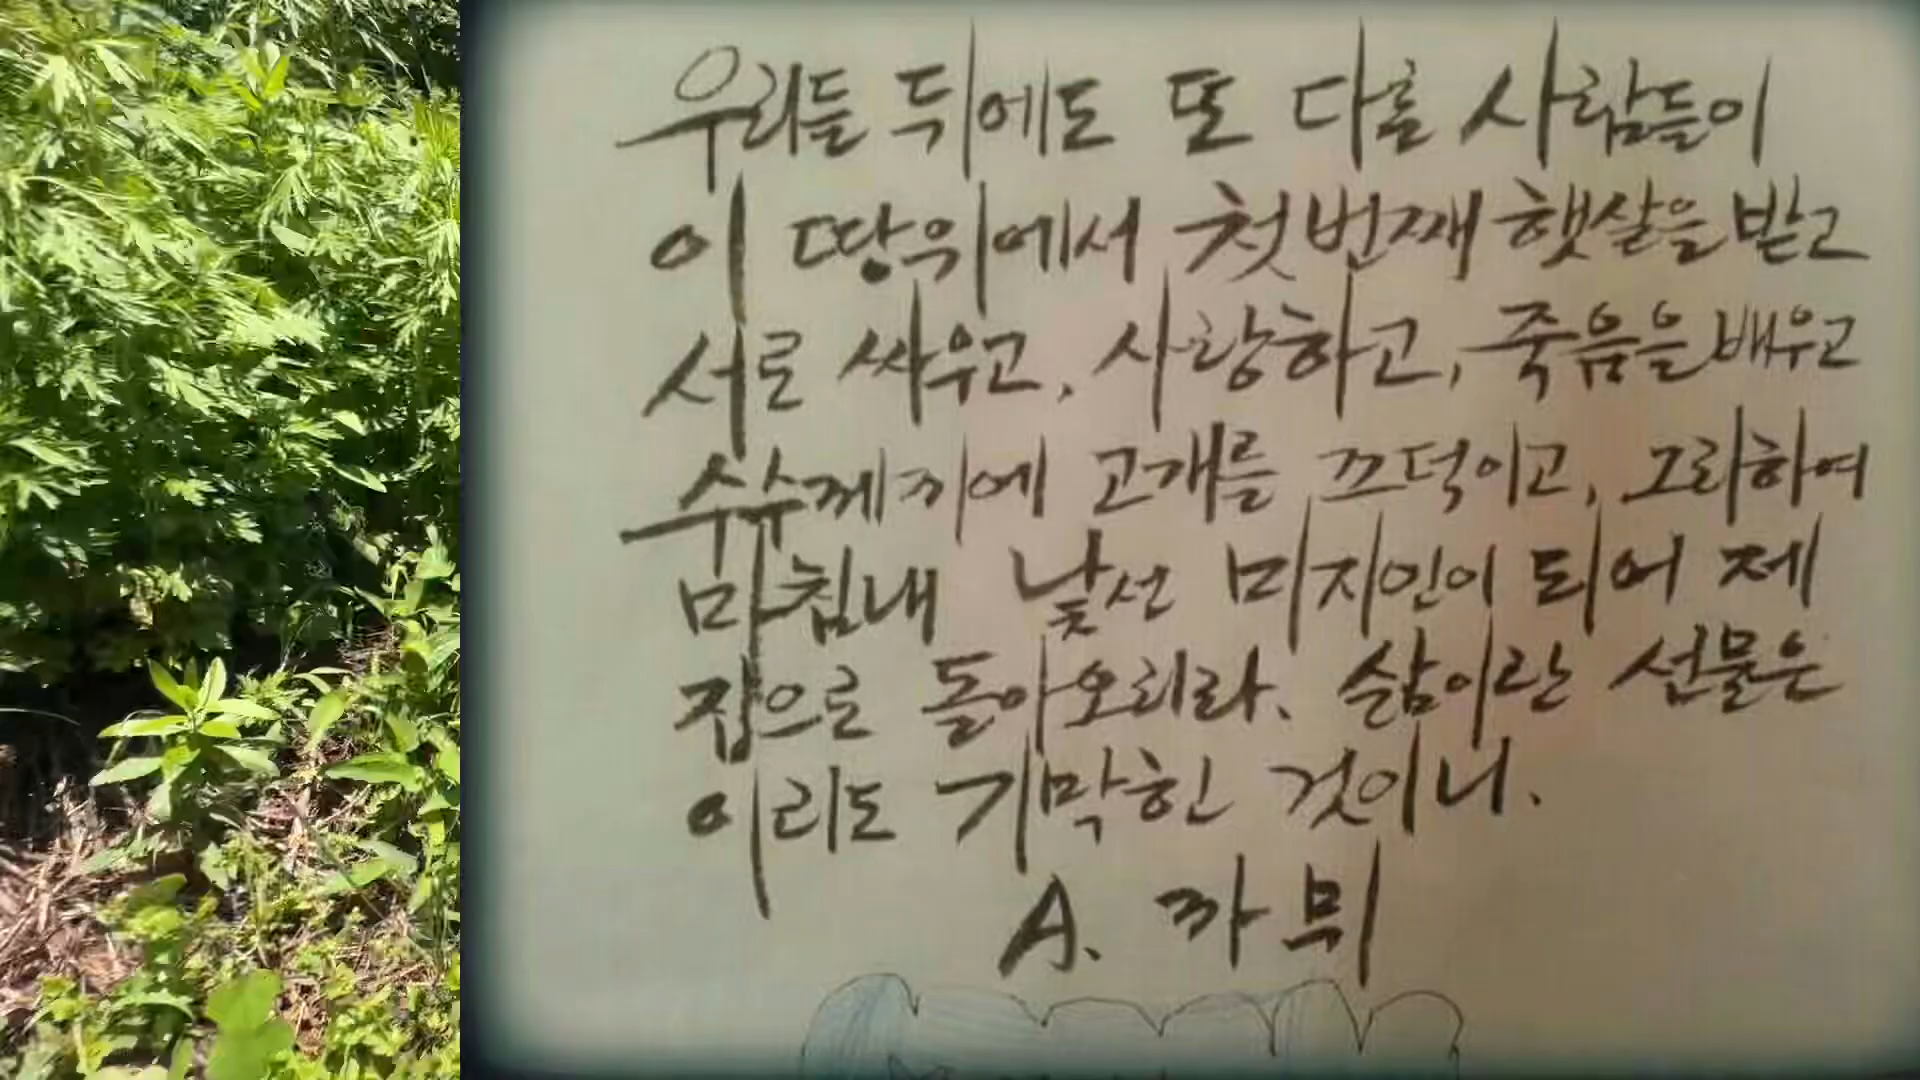 우리들 뒤에도 또 다른 사람들이
이 땅위에서 첫번째 햇살을 받고
서로 싸우고, 사랑하고, 죽음을 배우고
수수께끼에 고개를 끄덕이고, 그리하여
마침내 낯선 미지인이 되어 제
집으로 돌아오리라. 삶이란 선물은
이리도 기막힌 것이니.
A. 까뮈